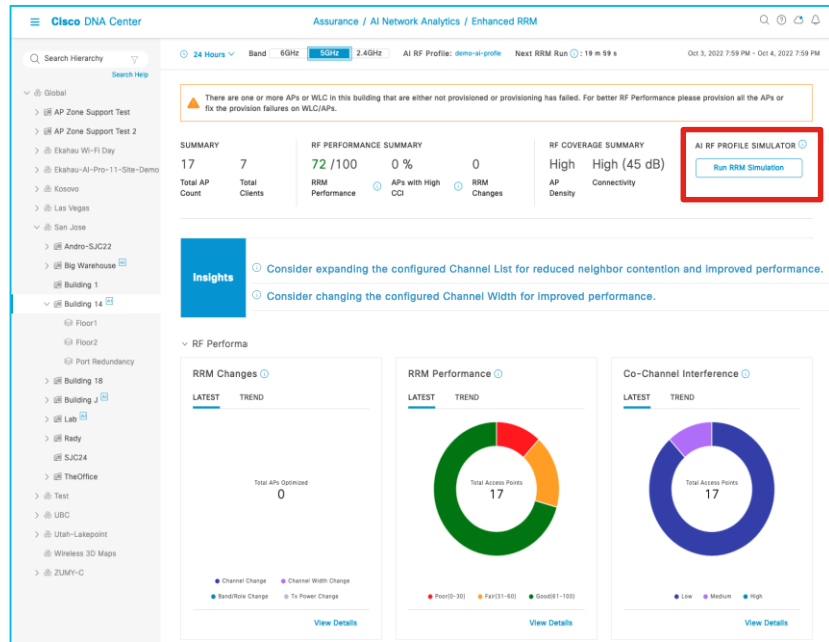 Cisco DNA Center
Assurance / AI Network Analytics / Enhanced RRM
Search Hierarchy
Search Help
Global
AP Zone Support Test
AP Zone Support Test 2
Ekahau Wi-Fi Day
Ekahau-AI-Pro-11-Site-Demo
Kosovo
Las Vegas
San Jose
Andro-SJC22
Big Warehouse AI
Building 1
Building 14 AI
Floor1
Floor2
Port Redundancy
Building 18
Building J AI
Lab AI
Rady
SJC24
TheOffice
Test
UBC
Utah-Lakepoint
Wireless 3D Maps
ZUMY-C
24 Hours Band 6GHz 5GHz 2.4GHz AI RF Profile: demo-ai-profile Next RRM Run : 19 m 59 s Oct 3, 2022 7:59 PM - Oct 4, 2022 7:59 PM
There are one or more APs or WLC in this building that are either not provisioned or provisioning has failed. For better RF Performance please provision all the APs or
fix the provision failures on WLC/APs.
SUMMARY
17 7
Total AP Total
Count Clients
RF PERFORMANCE SUMMARY
72 /100 0 % 0
RRM APs with High RRM
Performance CCI Changes
RF COVERAGE SUMMARY
High High (45 dB)
AP Connectivity
Density
AI RF PROFILE SIMULATOR
Run RRM Simulation
Insights
Consider expanding the configured Channel List for reduced neighbor contention and improved performance.
Consider changing the configured Channel Width for improved performance.
RF Performa
RRM Changes
LATEST TREND
Total APs Optimized
0
Channel Change Channel Width Change
Band/Role Change Tx Power Change
View Details
RRM Performance
LATEST TREND
Total Access Points
17
Poor(0-30) Fair(31-60) Good(61-100)
View Details
Co-Channel Interference
LATEST TREND
Total Access Points
17
Low Medium High
View Details